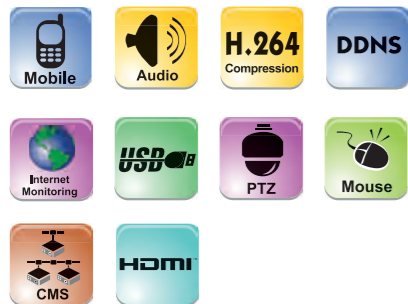 Mobile
Audio
H.264
Compression
DDNS
Internet
Monitoring
USB
PTZ
Mouse
CMS
HDMI